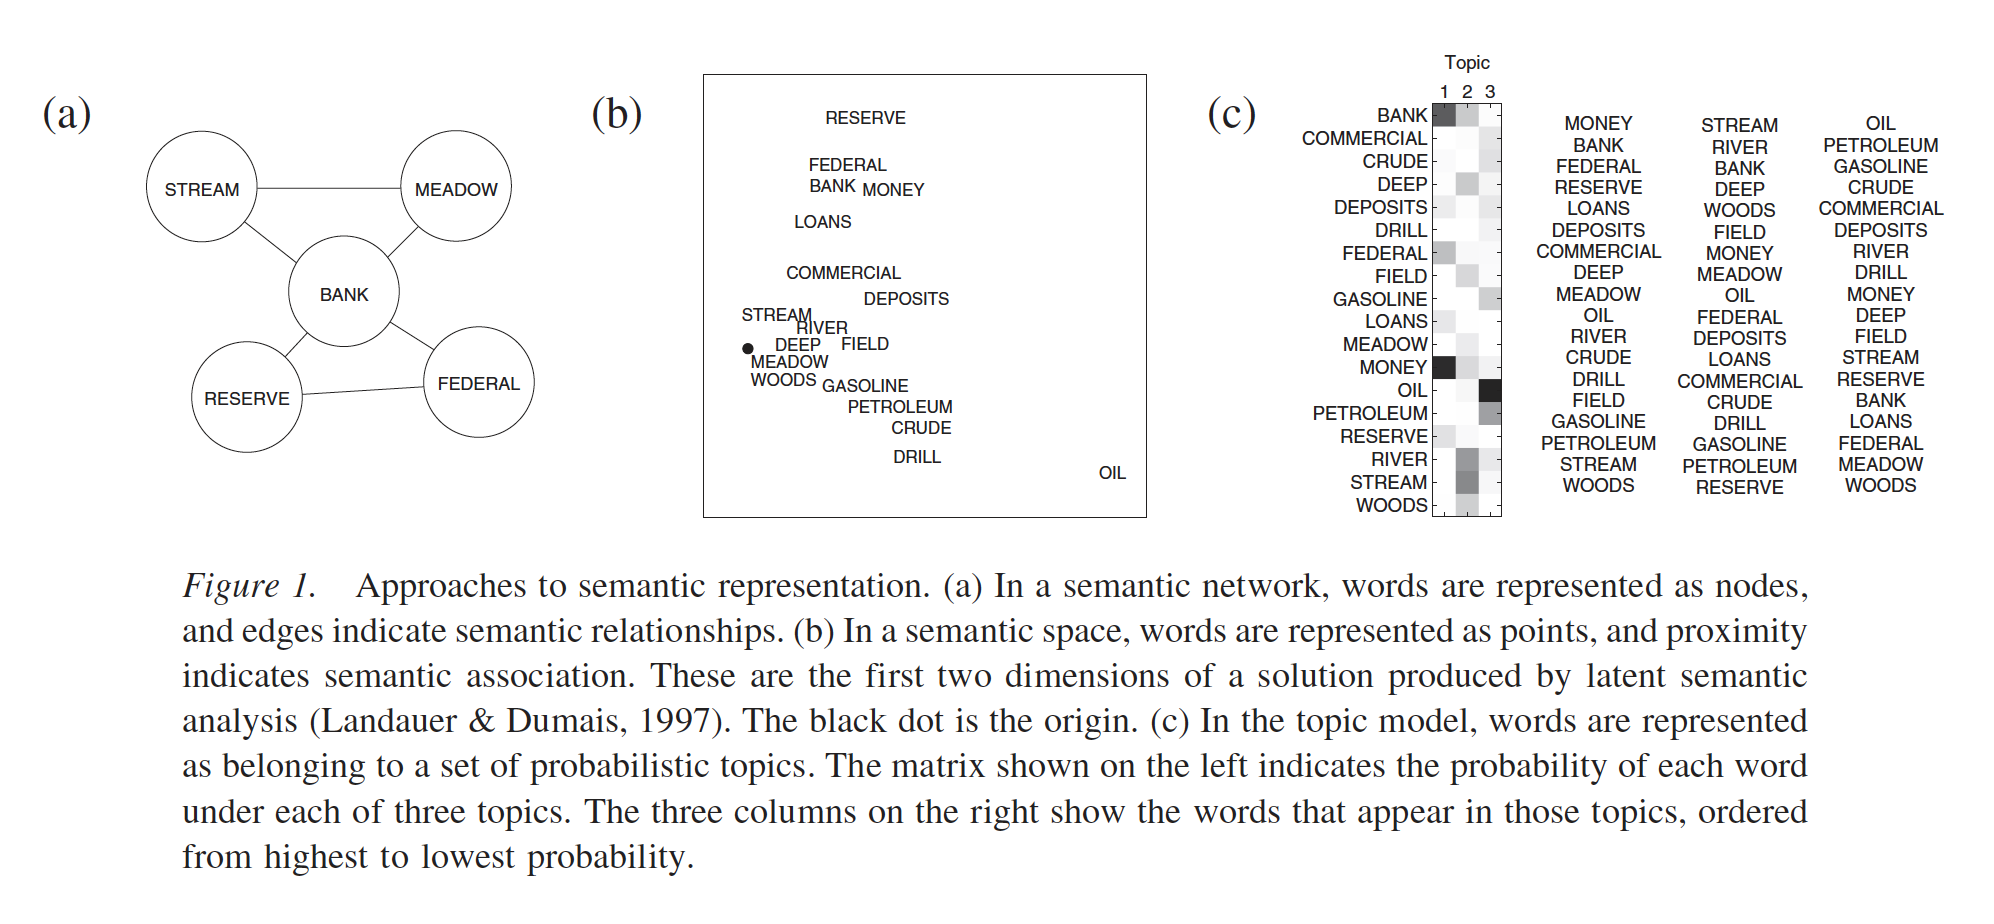 (a)
STREAM
MEADOW
BANK
RESERVE
FEDERAL
(b)
RESERVE
FEDERAL
BANK MONEY
LOANS
COMMERCIAL
DEPOSITS
STREAM
RIVER
DEEP FIELD
MEADOW
WOODS GASOLINE
PETROLEUM
CRUDE
DRILL
OIL
(c)
Topic
1 2 3
BANK
COMMERCIAL
CRUDE
DEEP
DEPOSITS
DRILL
FEDERAL
FIELD
GASOLINE
LOANS
MEADOW
MONEY
OIL
PETROLEUM
RESERVE
RIVER
STREAM
WOODS
MONEY
BANK
FEDERAL
RESERVE
LOANS
DEPOSITS
COMMERCIAL
DEEP
MEADOW
OIL
RIVER
CRUDE
DRILL
FIELD
GASOLINE
PETROLEUM
STREAM
WOODS
STREAM
RIVER
BANK
DEEP
WOODS
FIELD
MONEY
MEADOW
OIL
FEDERAL
DEPOSITS
LOANS
COMMERCIAL
CRUDE
DRILL
GASOLINE
PETROLEUM
RESERVE
OIL
PETROLEUM
GASOLINE
CRUDE
COMMERCIAL
DEPOSITS
RIVER
DRILL
MONEY
DEEP
FIELD
STREAM
RESERVE
BANK
LOANS
FEDERAL
MEADOW
WOODS
Figure 1. Approaches to semantic representation. (a) In a semantic network, words are represented as nodes,
and edges indicate semantic relationships. (b) In a semantic space, words are represented as points, and proximity
indicates semantic association. These are the first two dimensions of a solution produced by latent semantic
analysis (Landauer & Dumais, 1997). The black dot is the origin. (c) In the topic model, words are represented
as belonging to a set of probabilistic topics. The matrix shown on the left indicates the probability of each word
under each of three topics. The three columns on the right show the words that appear in those topics, ordered
from highest to lowest probability.